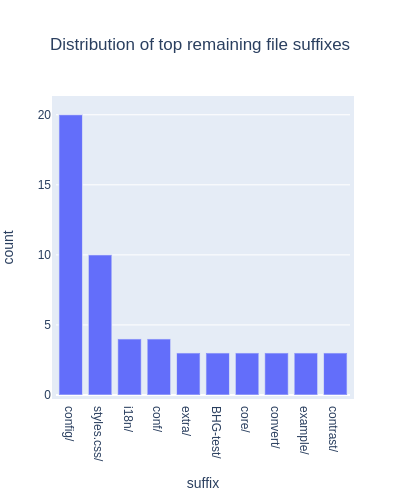 Distribution of top remaining file suffixes
count
20
15
10
5
0
config/
styles.css/
i18n/
conf/
extra/
BHG-test/
core/
convert/
example/
contrast/
suffix